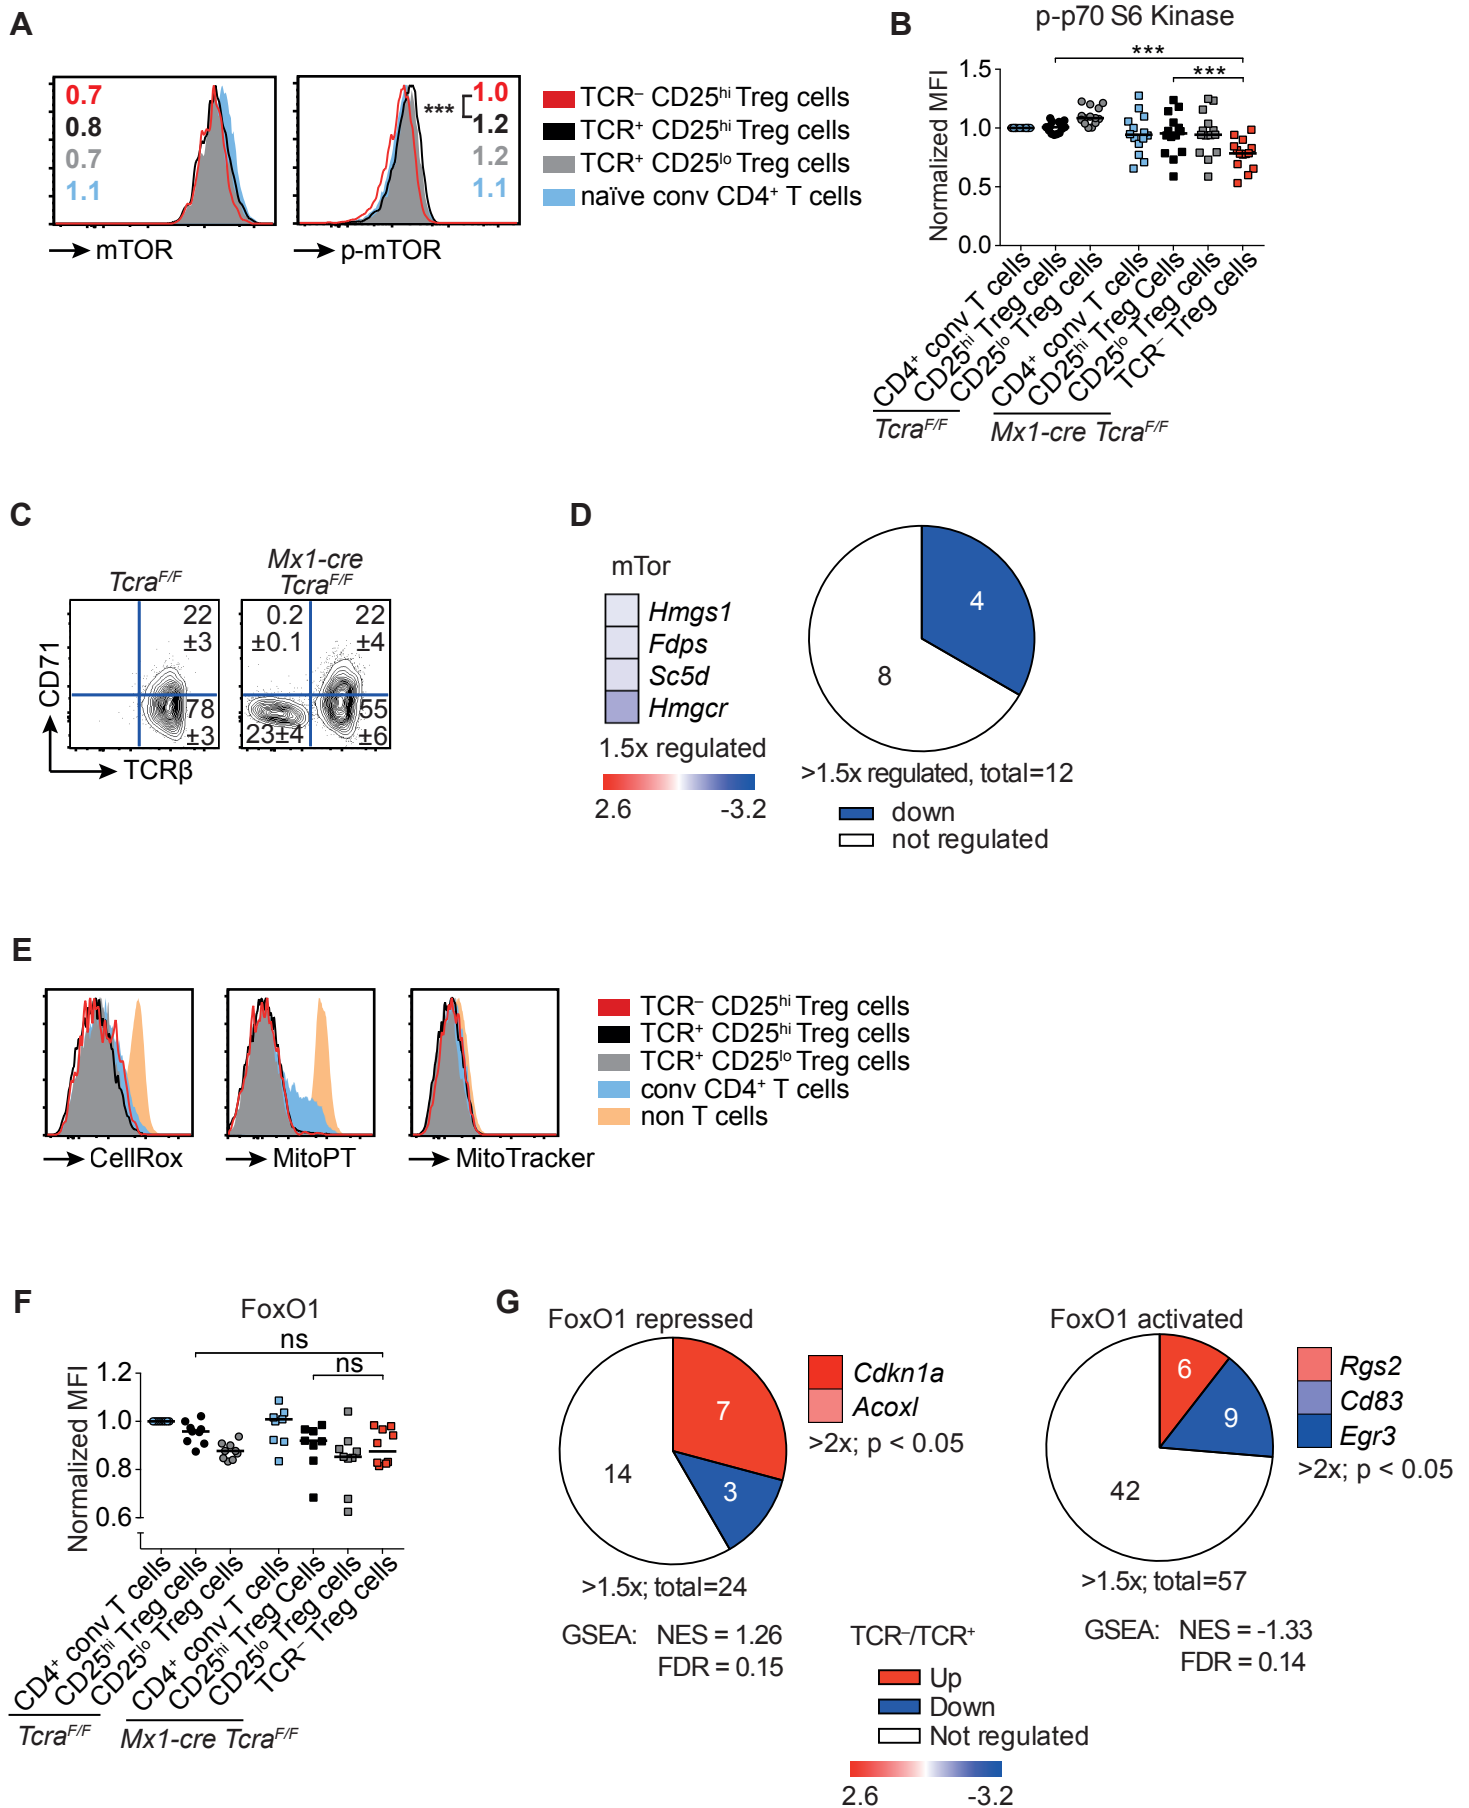 A
0.7
0.8
0.7
1.1
mTOR
***
1.0
1.2
1.2
1.1
p-mTOR
TCR⁻ CD25ʰⁱ Treg cells
TCR⁺ CD25ʰⁱ Treg cells
TCR⁺ CD25ˡᵒ Treg cells
naïve conv CD4⁺ T cells
B
p-p70 S6 Kinase
***
***
Normalized MFI
1.5
1.0
0.5
0.0
CD4⁺ conv T cells
CD25ʰⁱ Treg cells
CD25ˡᵒ Treg cells
CD4⁺ conv T cells
CD25ʰⁱ Treg Cells
CD25ˡᵒ Treg cells
TCR⁻ Treg cells
Tcraᶠ/ᶠ
Mx1-cre Tcraᶠ/ᶠ
C
Tcraᶠ/ᶠ
Mx1-cre
Tcraᶠ/ᶠ
22
±3
78
±3
0.2
±0.1
22
±4
23±4
55
±6
CD71
TCRβ
D
mTor
Hmgs1
Fdps
Sc5d
Hmgcr
1.5x regulated
2.6
-3.2
4
8
>1.5x regulated, total=12
down
not regulated
E
CellRox
MitoPT
MitoTracker
TCR⁻ CD25ʰⁱ Treg cells
TCR⁺ CD25ʰⁱ Treg cells
TCR⁺ CD25ˡᵒ Treg cells
conv CD4⁺ T cells
non T cells
F
FoxO1
ns
ns
Normalized MFI
1.2
1.0
0.8
0.6
CD4⁺ conv T cells
CD25ʰⁱ Treg cells
CD25ˡᵒ Treg cells
CD4⁺ conv T cells
CD25ʰⁱ Treg Cells
CD25ˡᵒ Treg cells
TCR⁻ Treg cells
Tcraᶠ/ᶠ
Mx1-cre Tcraᶠ/ᶠ
G
FoxO1 repressed
7
3
14
Cdkn1a
Acoxl
>2x; p < 0.05
>1.5x; total=24
GSEA: NES = 1.26
FDR = 0.15
FoxO1 activated
6
9
42
Rgs2
Cd83
Egr3
>2x; p < 0.05
>1.5x; total=57
GSEA: NES = -1.33
FDR = 0.14
TCR⁻/TCR⁺
Up
Down
Not regulated
2.6
-3.2